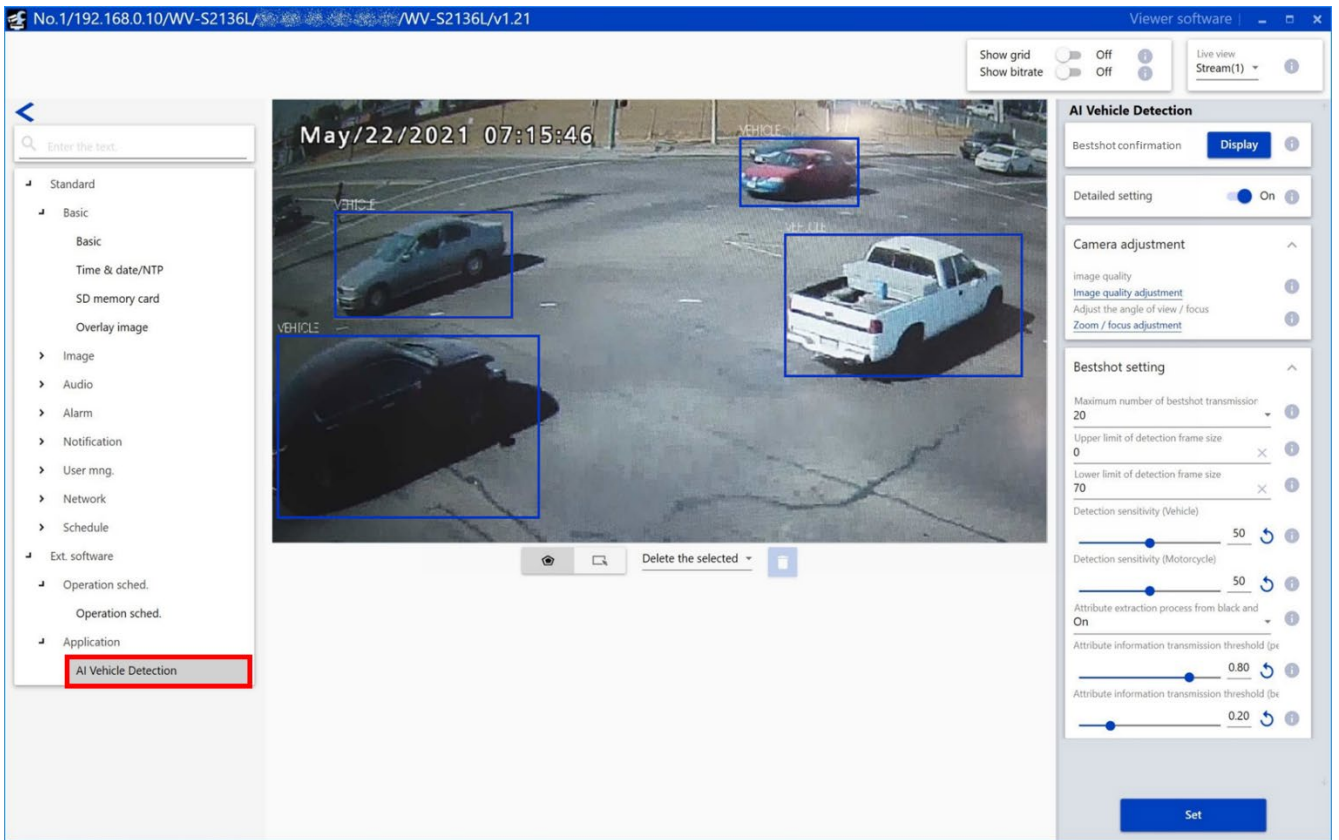 No.1/192.168.0.10/WV-S2136L/ /WV-S2136L/v1.21
Viewer software |
Show grid Off
Show bitrate Off
Live view
Stream(1)
Enter the text.
Standard
Basic
Basic
Time & date/NTP
SD memory card
Overlay image
Image
Audio
Alarm
Notification
User mng.
Network
Schedule
Ext. software
Operation sched.
Operation sched.
Application
AI Vehicle Detection
May/22/2021 07:15:46
VEHICLE
VEHICLE
VEHICLE
VEHICLE
Delete the selected
AI Vehicle Detection
Bestshot confirmation Display
Detailed setting On
Camera adjustment
image quality
Image quality adjustment
Adjust the angle of view / focus
Zoom / focus adjustment
Bestshot setting
Maximum number of bestshot transmission
20
Upper limit of detection frame size
0
Lower limit of detection frame size
70
Detection sensitivity (Vehicle)
50
Detection sensitivity (Motorcycle)
50
Attribute extraction process from black and
On
Attribute information transmission threshold (pe
0.80
Attribute information transmission threshold (be
0.20
Set